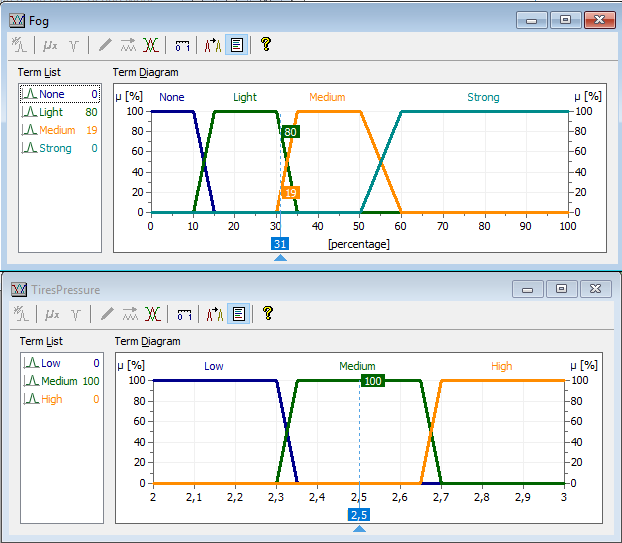 Fog
μx
?
Term List
Term Diagram
None 0
Light 80
Medium 19
Strong 0
μ [%] None Light Medium Strong μ [%]
100 100
80 80 80
60 60
40 40
20 19 20
0 0
0 10 20 30 40 50 60 70 80 90 100
31 [percentage]
TiresPressure
μx
?
Term List
Term Diagram
Low 0
Medium 100
High 0
μ [%] Low Medium High μ [%]
100 100 100
80 80
60 60
40 40
20 20
0 0
2 2,1 2,2 2,3 2,4 2,5 2,6 2,7 2,8 2,9 3
2,5